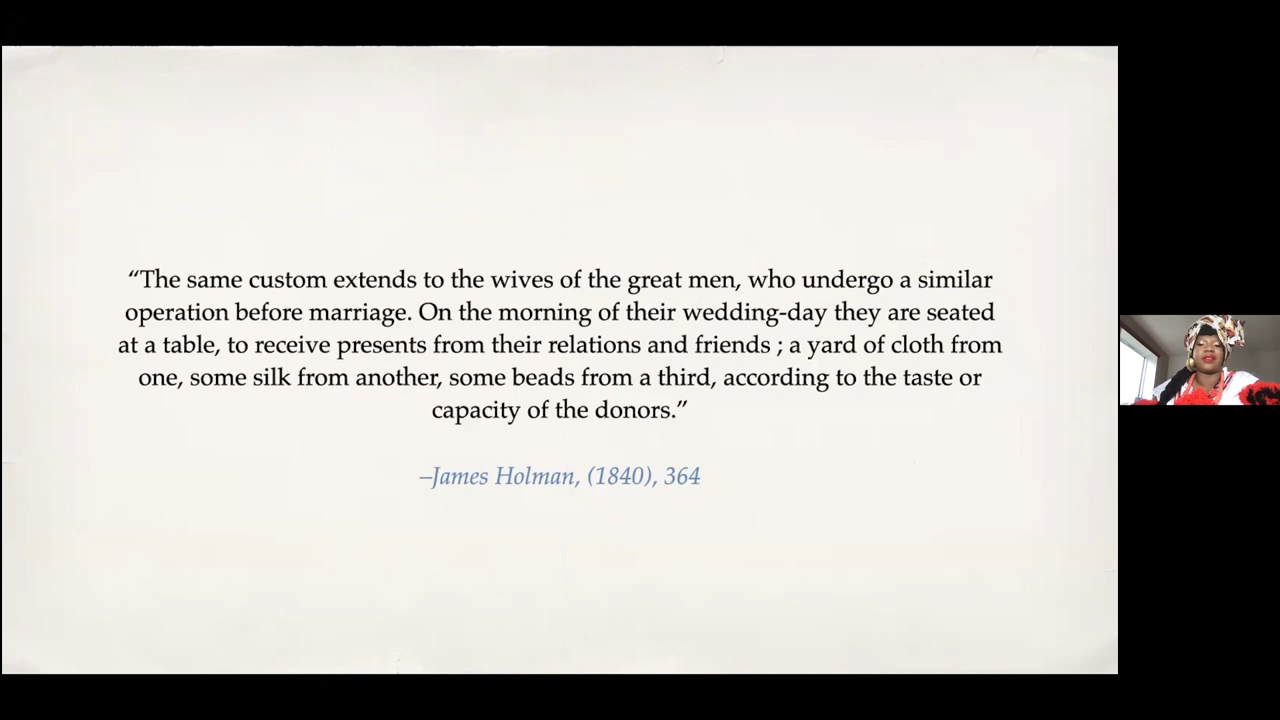 “The same custom extends to the wives of the great men, who undergo a similar
operation before marriage. On the morning of their wedding-day they are seated
at a table, to receive presents from their relations and friends ; a yard of cloth from
one, some silk from another, some beads from a third, according to the taste or
capacity of the donors.”
–James Holman, (1840), 364